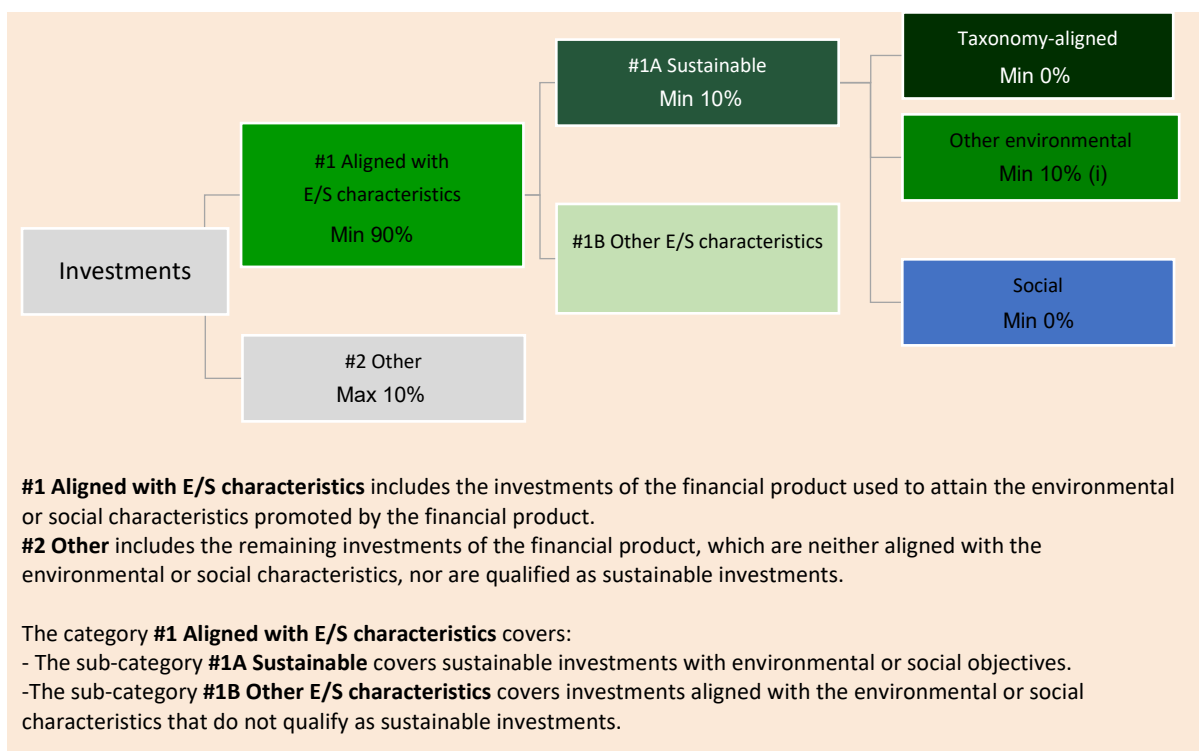 Taxonomy-aligned
Min 0%
#1A Sustainable
Min 10%
Other environmental
Min 10% (i)
#1 Aligned with
E/S characteristics
Min 90%
#1B Other E/S characteristics
Investments
Social
Min 0%
#2 Other
Max 10%
#1 Aligned with E/S characteristics includes the investments of the financial product used to attain the environmental
or social characteristics promoted by the financial product.
#2 Other includes the remaining investments of the financial product, which are neither aligned with the
environmental or social characteristics, nor are qualified as sustainable investments.
The category #1 Aligned with E/S characteristics covers:
- The sub-category #1A Sustainable covers sustainable investments with environmental or social objectives.
-The sub-category #1B Other E/S characteristics covers investments aligned with the environmental or social
characteristics that do not qualify as sustainable investments.